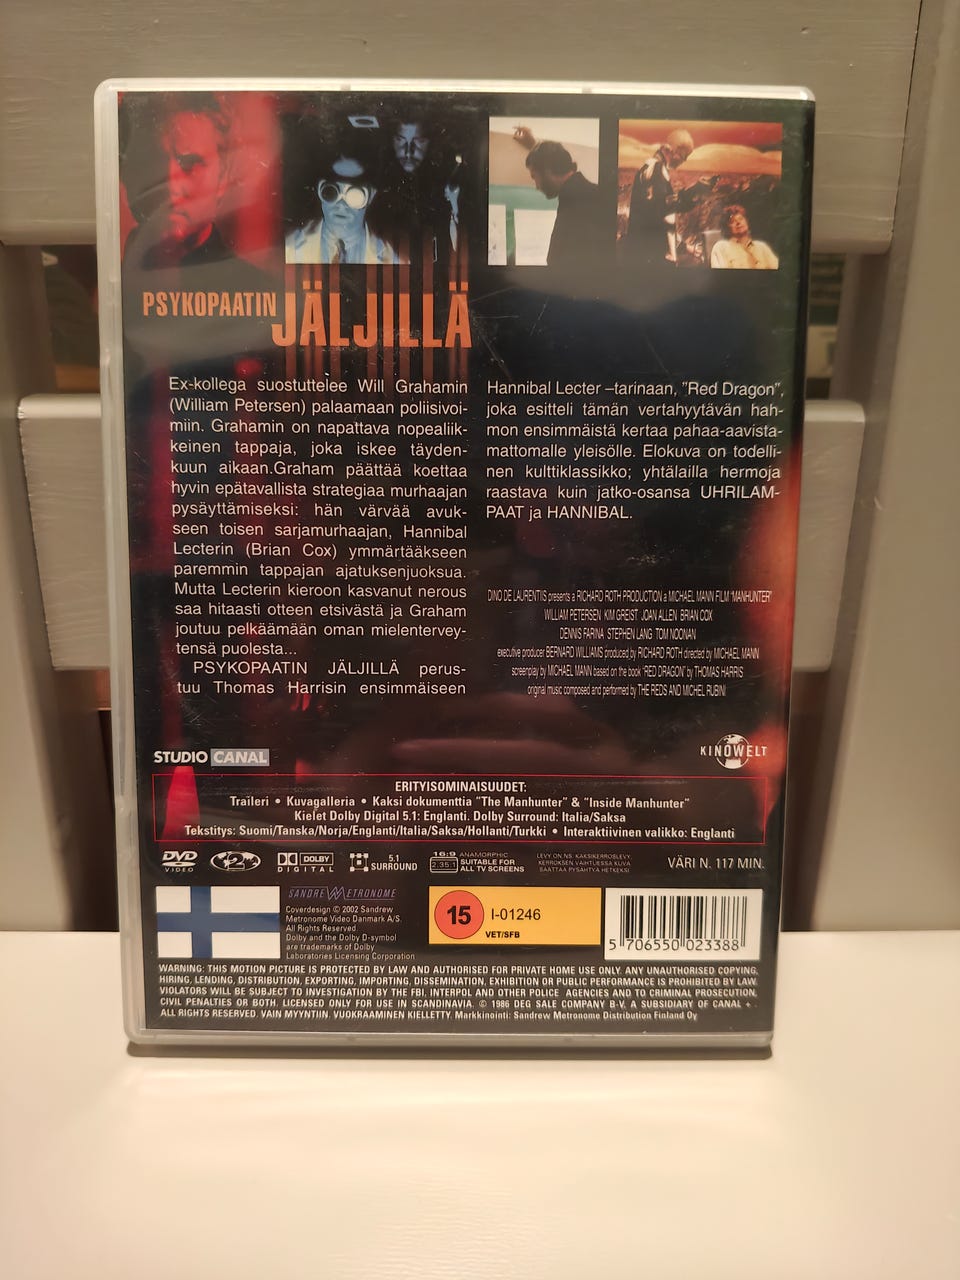 PSYKOPAATIN
JÄLJILLÄ
Ex-kollega suostuttelee Will Grahamin
(William Petersen) palaamaan poliisivoi-
miin. Grahamin on napattava nopealiik-
keinen tappaja, joka iskee täyden-
kuun aikaan.Graham päättää koettaa
hyvin epätavallista strategiaa murhaajan
pysäyttämiseksi: hän värvää avuk-
seen toisen sarjamurhaajan, Hannibal
Lecterin (Brian Cox) ymmärtääkseen
paremmin tappajan ajatuksenjuoksua.
Mutta Lecterin kieroon kasvanut nerous
saa hitaasti otteen etsivästä ja Graham
joutuu pelkäämään oman mielentervey-
tensä puolesta...
PSYKOPAATIN JÄLJILLÄ perus-
tuu Thomas Harrisin ensimmäiseen
Hannibal Lecter –tarinaan, "Red Dragon",
joka esitteli tämän vertahyytävän hah-
mon ensimmäistä kertaa pahaa-aavista-
mattomalle yleisölle. Elokuva on todelli-
nen kulttiklassikko; yhtälailla hermoja
raastava kuin jatko-osansa UHRILAM-
PAAT ja HANNIBAL.
DINO DE LAURENTIIS presents a RICHARD ROTH PRODUCTION a MICHAEL MANN FILM "MANHUNTER"
WILLIAM PETERSEN KIM GREIST JOAN ALLEN BRIAN COX
DENNIS FARINA STEPHEN LANG TOM NOONAN
executive producer BERNARD WILLIAMS produced by RICHARD ROTH directed by MICHAEL MANN
screenplay by MICHAEL MANN based on the book "RED DRAGON" by THOMAS HARRIS
original music composed and performed by THE REDS AND MICHEL RUBINI
STUDIO CANAL
KINOWELT
ERITYISOMINAISUUDET:
Traileri • Kuvagalleria • Kaksi dokumenttia "The Manhunter" & "Inside Manhunter"
Kielet Dolby Digital 5.1: Englanti. Dolby Surround: Italia/Saksa
Tekstitys: Suomi/Tanska/Norja/Englanti/Italia/Saksa/Hollanti/Turkki • Interaktiivinen valikko: Englanti
DVD
VIDEO
2
DOLBY
DIGITAL
5.1
SURROUND
16:9 ANAMORPHIC
2.35:1 SUITABLE FOR
ALL TV SCREENS
LEVY ON NS. KAKSIKERROSLEVY.
KERROKSEN VAIHTUESSA KUVA
SAATTAA PYSÄHTYÄ HETKEKSI
VÄRI N. 117 MIN.
SANDREW METRONOME
Coverdesign © 2002 Sandrew
Metronome Video Danmark A/S.
All Rights Reserved.
Dolby and the Dolby D-symbol
are trademarks of Dolby
Laboratories Licensing Corporation
15
I-01246
VET/SFB
5 706550 023388
WARNING: THIS MOTION PICTURE IS PROTECTED BY LAW AND AUTHORISED FOR PRIVATE HOME USE ONLY. ANY UNAUTHORISED COPYING,
HIRING, LENDING, DISTRIBUTION, EXPORTING, IMPORTING, DISSEMINATION, EXHIBITION OR PUBLIC PERFORMANCE IS PROHIBITED BY LAW.
VIOLATORS WILL BE SUBJECT TO INVESTIGATION BY THE FBI, INTERPOL AND OTHER POLICE AGENCIES AND TO CRIMINAL PROSECUTION,
CIVIL PENALTIES OR BOTH. LICENSED ONLY FOR USE IN SCANDINAVIA. © 1986 DEG SALE COMPANY B-V. A SUBSIDIARY OF CANAL + .
ALL RIGHTS RESERVED. VAIN MYYNTIIN. VUOKRAAMINEN KIELLETTY. Markkinointi: Sandrew Metronome Distribution Finland Oy